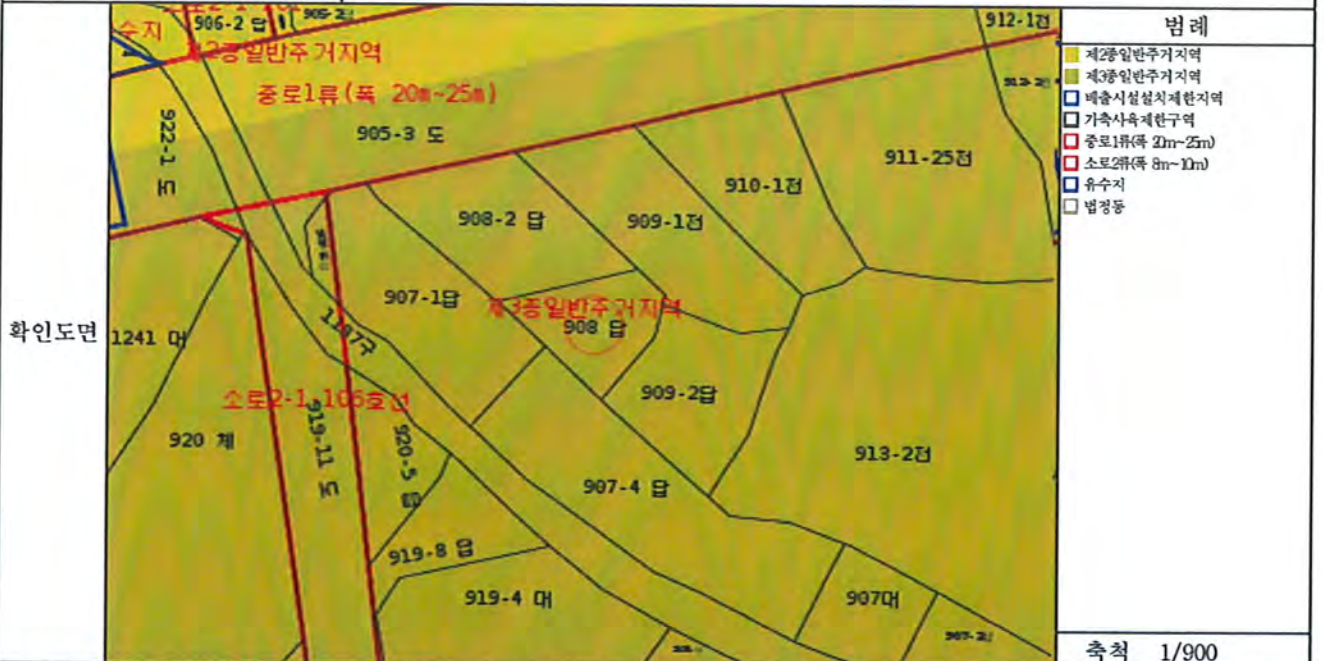 확인도면
수지
906-2 답
905-2
912-1전
제2종일반주거지역
중로1류(폭 20m~25m)
905-3 도
922-1 도
911-25전
910-1전
908-2 답
909-1전
907-1답
제3종일반주거지역
908 답
1197구
1241 대
소로2-1-106호선
909-2답
920 체
919-11 도
920-5 답
913-2전
907-4 답
919-8 답
919-4 대
907대
범례
제2종일반주거지역
제3종일반주거지역
배출시설설치제한지역
가축사육제한구역
중로1류(폭 20m~25m)
소로2류(폭 8m~10m)
유수지
법정동
축척 1/900